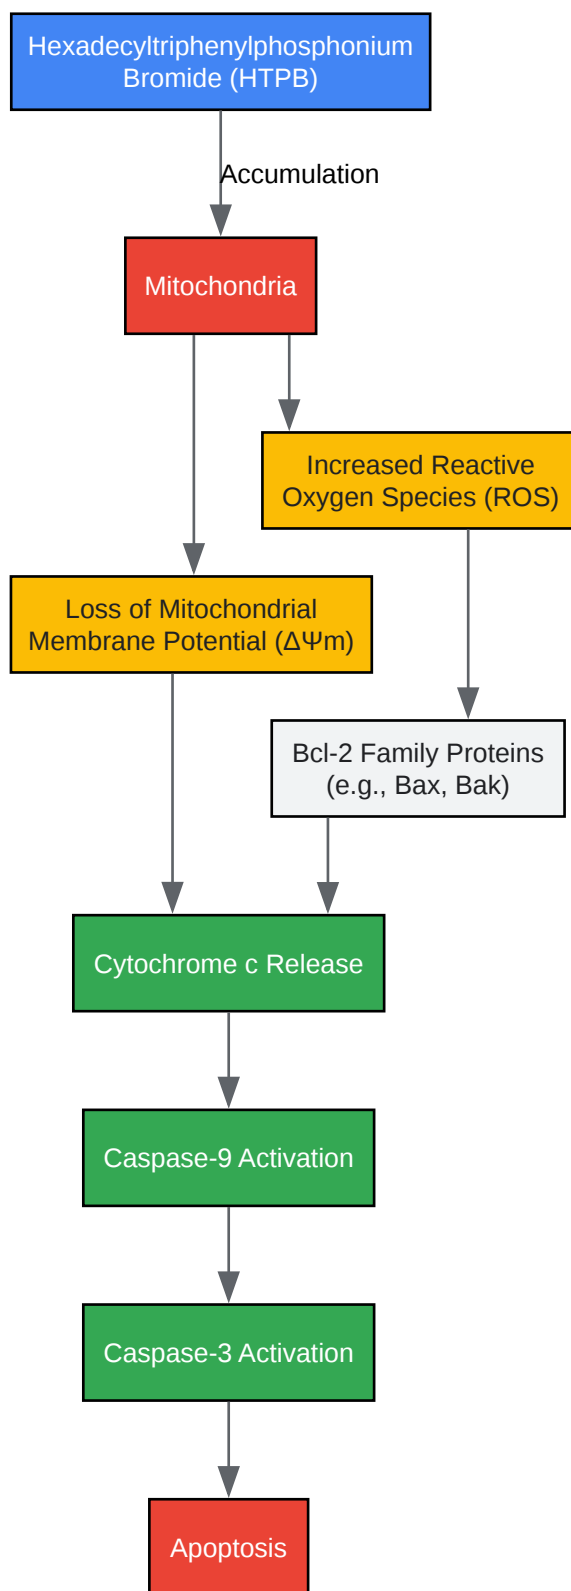 Hexadecyltriphenylphosphonium
Bromide (HTPB)
Accumulation
Mitochondria
Increased Reactive
Oxygen Species (ROS)
Loss of Mitochondrial
Membrane Potential (ΔΨm)
Bcl-2 Family Proteins
(e.g., Bax, Bak)
Cytochrome c Release
Caspase-9 Activation
Caspase-3 Activation
Apoptosis